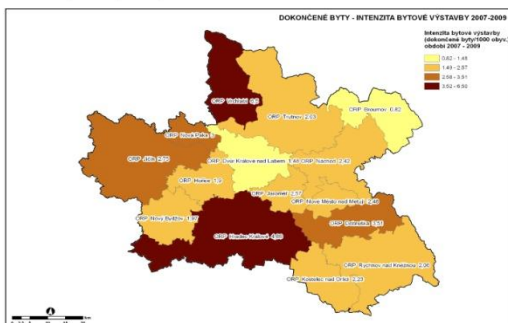 DOKONČENÉ BYTY - INTENZITA BYTOVÉ VÝSTAVBY 2007-2009
Intenzita bytové výstavby
(dokončené byty/1000 obyv.)
období 2007 - 2009
0,82 - 1,48
1,49 - 2,57
2,58 - 3,51
3,52 - 6,50
ORP Vrchlabí 6,5
ORP Trutnov 2,03
ORP Broumov 0,82
ORP Nová Paka
ORP Jičín 2,75
ORP Dvůr Králové nad Labem 1,48
ORP Náchod 2,42
ORP Hořice 1,9
ORP Jaroměř 2,57
ORP Nové Město nad Metují 2,48
ORP Nový Bydžov 1,97
ORP Dobruška 3,51
ORP Hradec Králové
ORP Rychnov nad Kněžnou 2,06
ORP Kostelec nad Orlicí 2,23